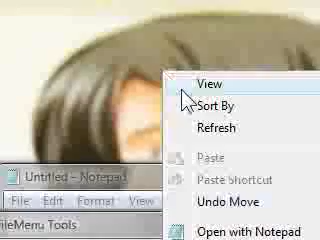 View
Sort By
Refresh
Paste
Paste Shortcut
Undo Move
Open with Notepad
Untitled - Notepad
File Edit Format View
ileMenu Tools